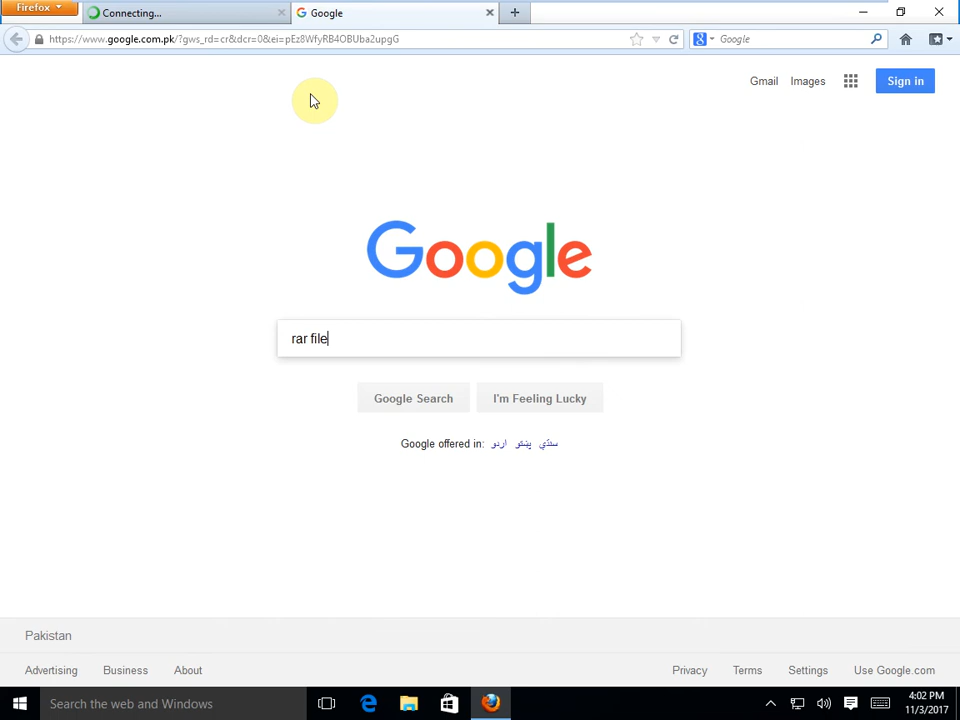 Firefox
Connecting...
Google
https://www.google.com.pk/?gws_rd=cr&dcr=0&ei=pEz8WfyRB4OBUba2upgG
Google
Gmail
Images
Sign in
Google
rar file
Google Search
I'm Feeling Lucky
Google offered in: اردو پښتو سنڌي
Pakistan
Advertising
Business
About
Privacy
Terms
Settings
Use Google.com
Search the web and Windows
4:02 PM
11/3/2017